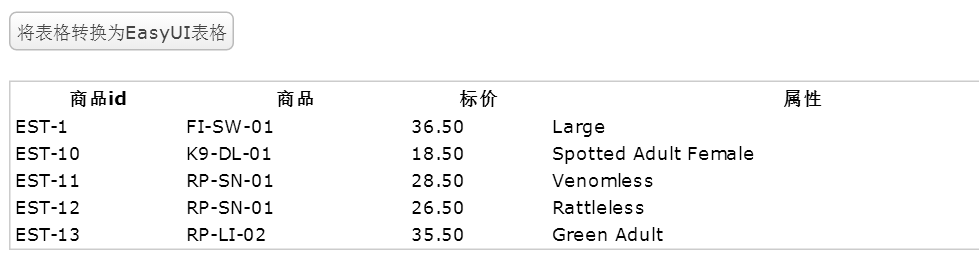 将表格转换为EasyUI表格
商品id 商品 标价 属性
EST-1 FI-SW-01 36.50 Large
EST-10 K9-DL-01 18.50 Spotted Adult Female
EST-11 RP-SN-01 28.50 Venomless
EST-12 RP-SN-01 26.50 Rattleless
EST-13 RP-LI-02 35.50 Green Adult